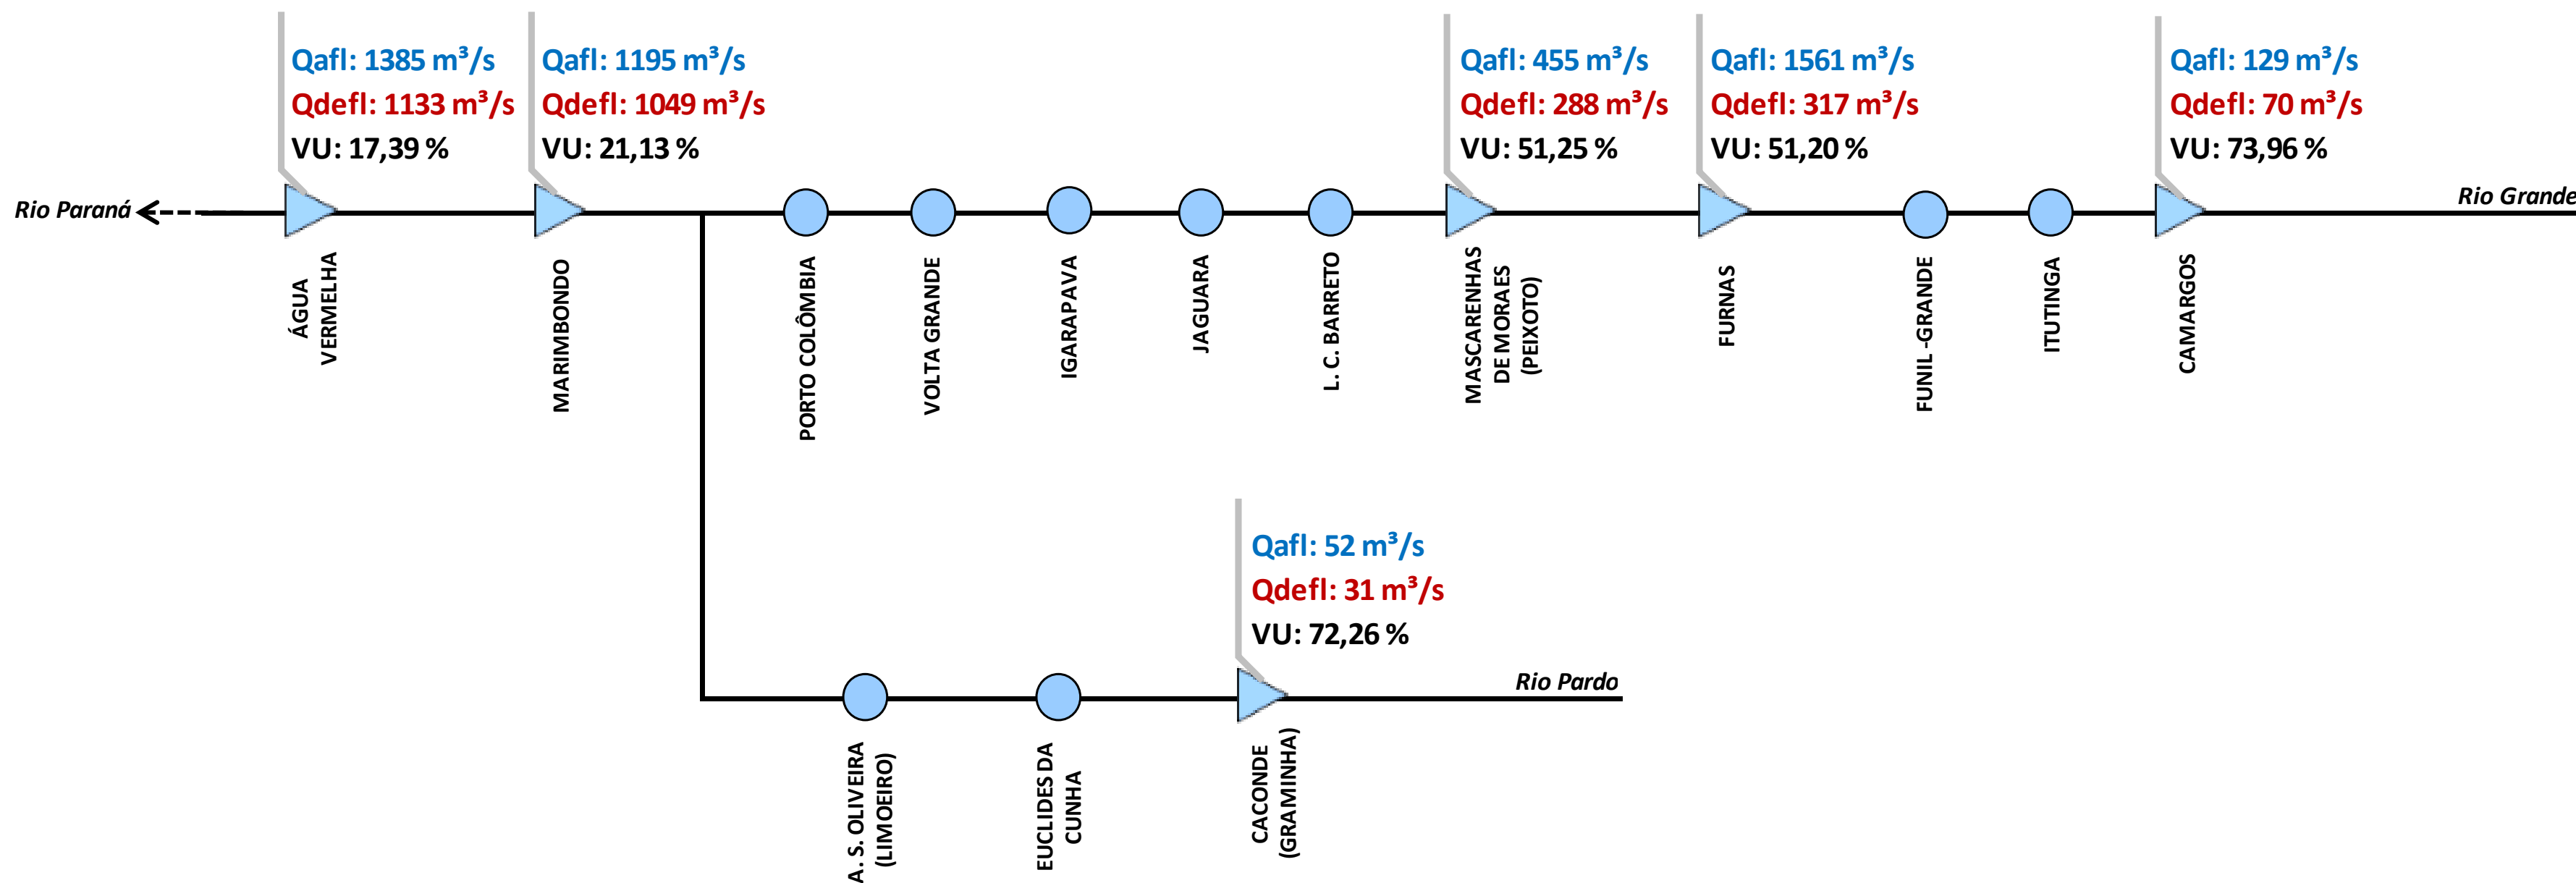 Qafl: 1385 m³/s
Qdefl: 1133 m³/s
VU: 17,39 %
Qafl: 1195 m³/s
Qdefl: 1049 m³/s
VU: 21,13 %
Qafl: 455 m³/s
Qdefl: 288 m³/s
VU: 51,25 %
Qafl: 1561 m³/s
Qdefl: 317 m³/s
VU: 51,20 %
Qafl: 129 m³/s
Qdefl: 70 m³/s
VU: 73,96 %
Rio Paraná
Rio Grande
ÁGUA
VERMELHA
MARIMBONDO
PORTO COLÔMBIA
VOLTA GRANDE
IGARAPAVA
JAGUARA
L. C. BARRETO
MASCARENHAS
DE MORAES
(PEIXOTO)
FURNAS
FUNIL -GRANDE
ITUTINGA
CAMARGOS
Qafl: 52 m³/s
Qdefl: 31 m³/s
VU: 72,26 %
Rio Pardo
A. S. OLIVEIRA
(LIMOEIRO)
EUCLIDES DA
CUNHA
CACONDE
(GRAMINHA)